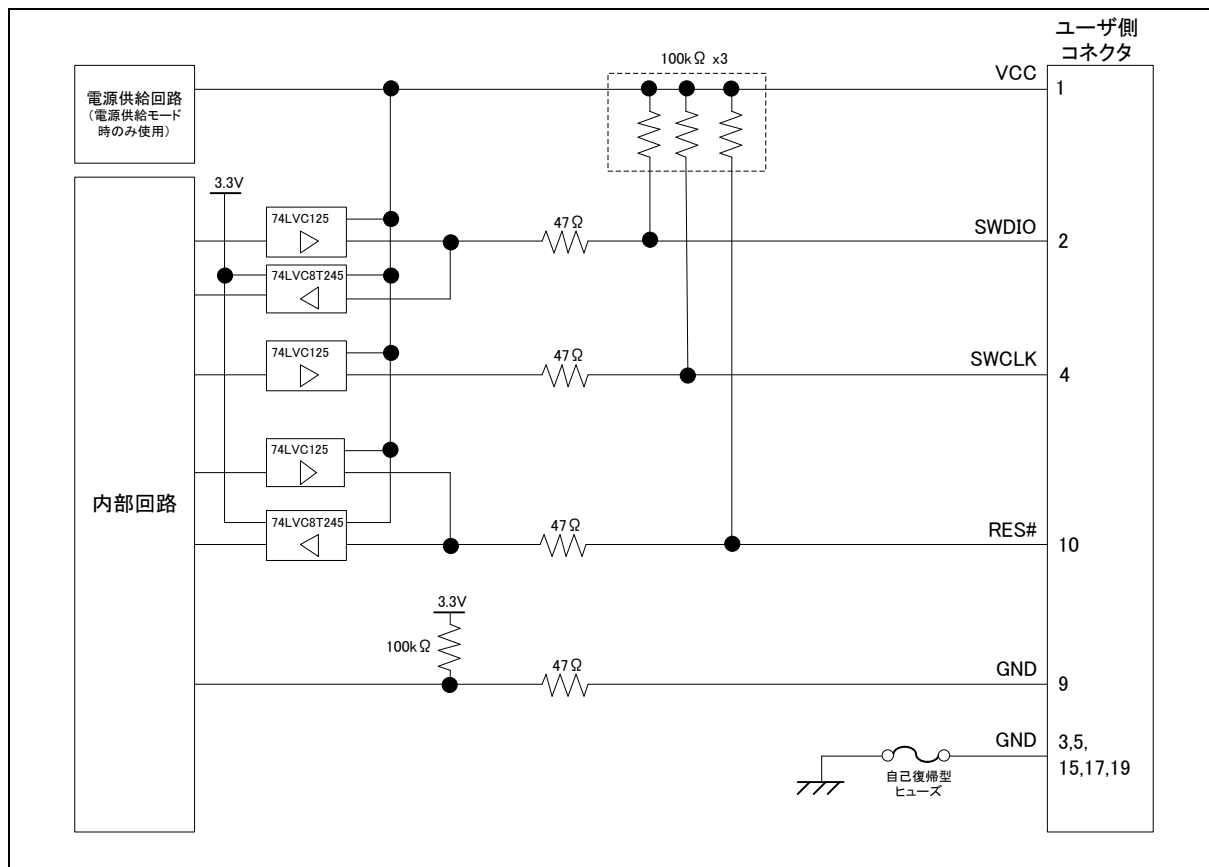 ユーザ側
コネクタ
100kΩ x3
VCC
1
電源供給回路
（電源供給モード
時のみ使用）
3.3V
74LVC125
47Ω
SWDIO
2
74LVC8T245
74LVC125
47Ω
SWCLK
4
74LVC125
内部回路
74LVC8T245
47Ω
RES#
10
3.3V
100kΩ
47Ω
GND
9
GND
3,5,
15,17,19
自己復帰型
ヒューズ